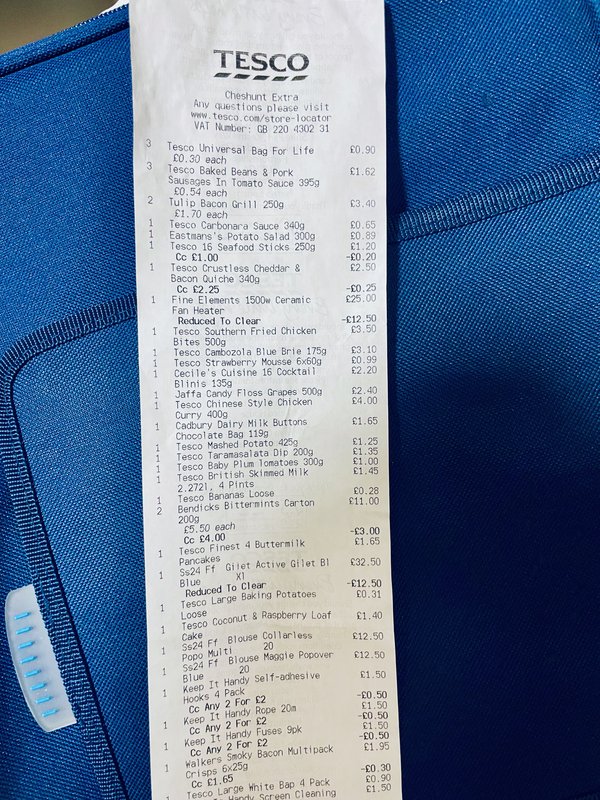 TESCO
Cheshunt Extra
Any questions please visit
www.tesco.com/store-locator
VAT Number: GB 220 4302 31
3 Tesco Universal Bag For Life £0.90
£0.30 each
3 Tesco Baked Beans & Pork £1.62
Sausages In Tomato Sauce 395g
£0.54 each
2 Tulip Bacon Grill 250g £3.40
£1.70 each
1 Tesco Carbonara Sauce 340g £0.65
1 Eastmans's Potato Salad 300g £0.89
1 Tesco 16 Seafood Sticks 250g £1.20
Cc £1.00 -£0.20
1 Tesco Crustless Cheddar & £2.50
Bacon Quiche 340g
Cc £2.25 -£0.25
1 Fine Elements 1500w Ceramic £25.00
Fan Heater
Reduced To Clear -£12.50
1 Tesco Southern Fried Chicken £3.50
Bites 500g
1 Tesco Cambozola Blue Brie 175g £3.10
1 Tesco Strawberry Mousse 6x60g £0.99
1 Cecile's Cuisine 16 Cocktail £2.20
Blinis 135g
1 Jaffa Candy Floss Grapes 500g £2.40
1 Tesco Chinese Style Chicken £4.00
Curry 400g
1 Cadbury Dairy Milk Buttons £1.65
Chocolate Bag 119g
1 Tesco Mashed Potato 425g £1.25
1 Tesco Taramasalata Dip 200g £1.35
1 Tesco Baby Plum Tomatoes 300g £1.00
1 Tesco British Skimmed Milk £1.45
2.272l, 4 Pints
1 Tesco Bananas Loose £0.28
2 Bendicks Bittermints Carton £11.00
200g
£5.50 each
Cc £4.00 -£3.00
1 Tesco Finest 4 Buttermilk £1.65
Pancakes
1 Ss24 Ff Gilet Active Gilet Bl £32.50
Blue Xl
Reduced To Clear -£12.50
1 Tesco Large Baking Potatoes £0.31
Loose
1 Tesco Coconut & Raspberry Loaf £1.40
Cake
1 Ss24 Ff Blouse Collarless £12.50
Popo Multi 20
1 Ss24 Ff Blouse Maggie Popover £12.50
Blue 20
1 Keep It Handy Self-adhesive £1.50
Hooks 4 Pack
Cc Any 2 For £2 -£0.50
1 Keep It Handy Rope 20m £1.50
Cc Any 2 For £2 -£0.50
1 Keep It Handy Fuses 9pk £1.50
Cc Any 2 For £2 -£0.50
1 Walkers Smoky Bacon Multipack £1.95
Crisps 6x25g
Cc £1.65 -£0.30
1 Tesco Large White Bap 4 Pack £0.90
Handy Screen Cleaning £1.50